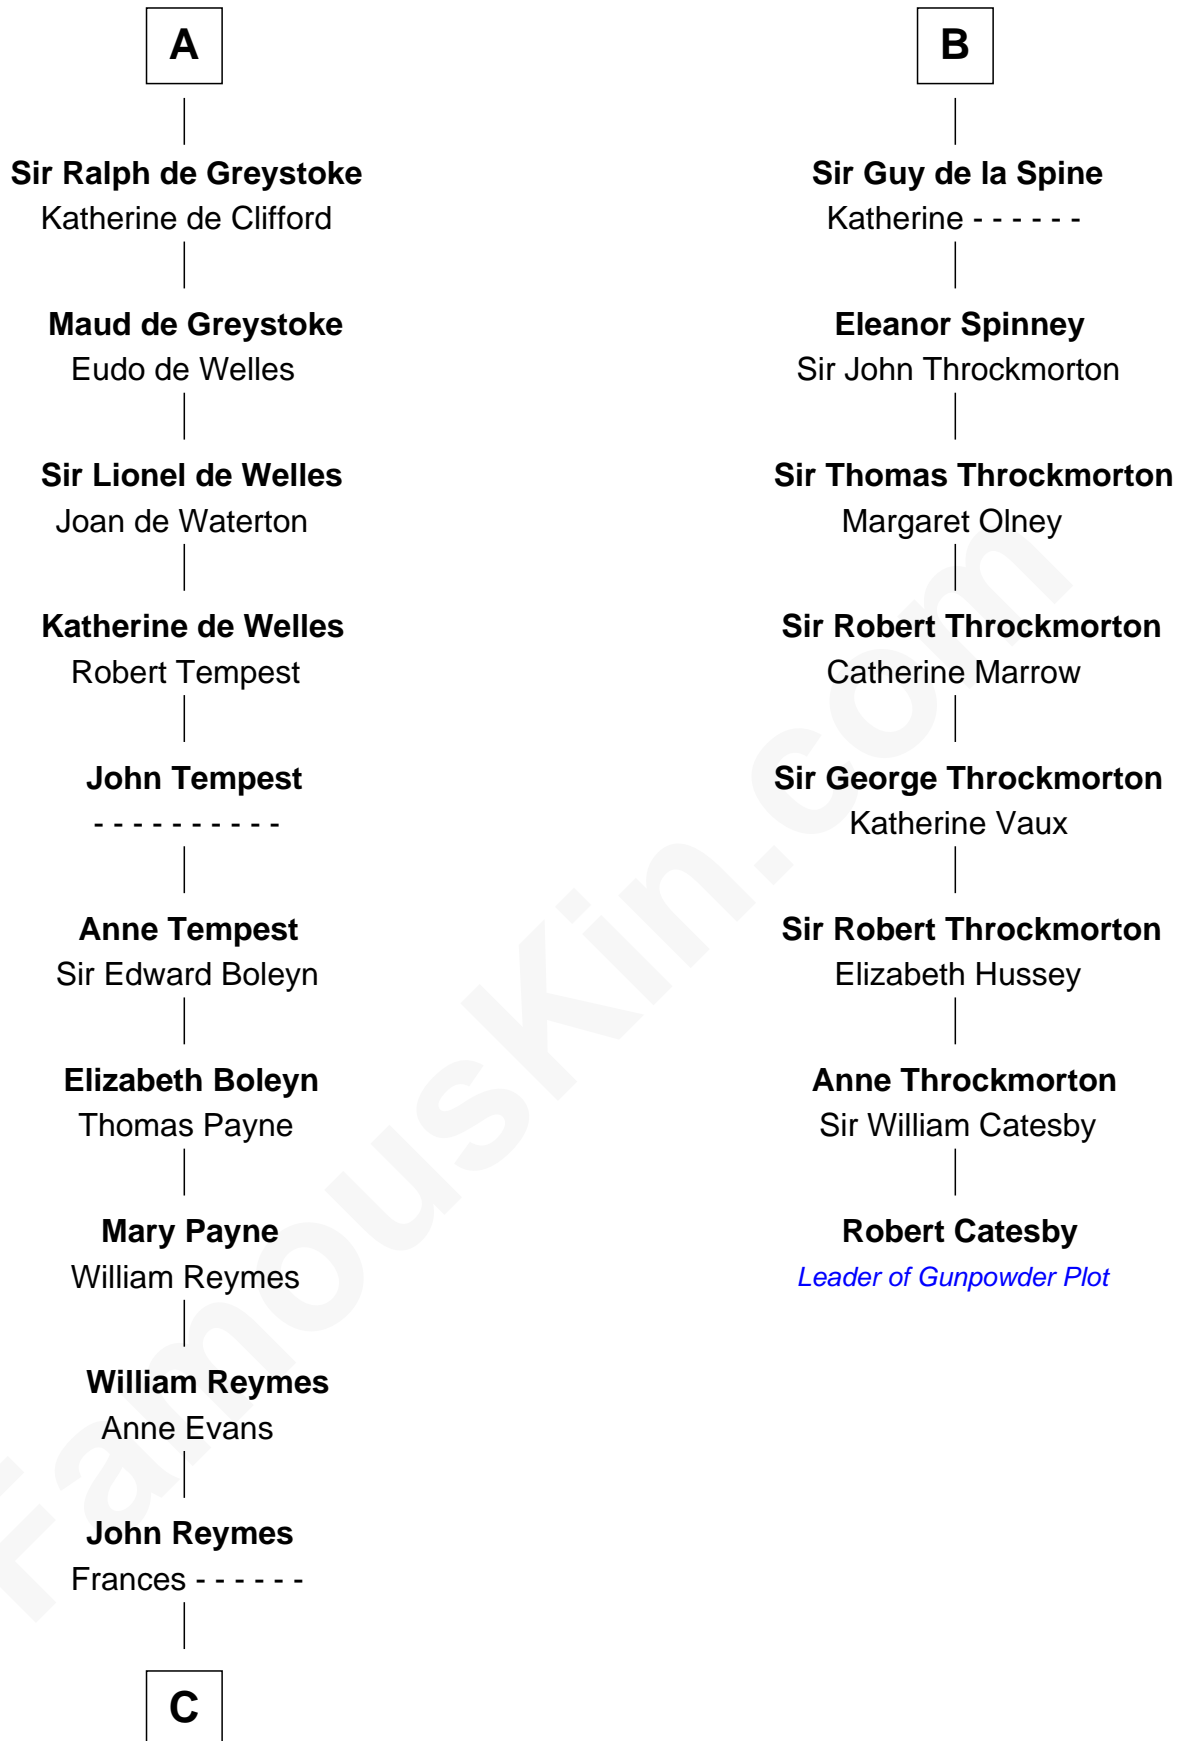 A
Sir Ralph de Greystoke
Katherine de Clifford
Maud de Greystoke
Eudo de Welles
Sir Lionel de Welles
Joan de Waterton
Katherine de Welles
Robert Tempest
John Tempest
- - - - - - - - - -
Anne Tempest
Sir Edward Boleyn
Elizabeth Boleyn
Thomas Payne
Mary Payne
William Reymes
William Reymes
Anne Evans
John Reymes
Frances - - - - - -
C
B
Sir Guy de la Spine
Katherine - - - - - -
Eleanor Spinney
Sir John Throckmorton
Sir Thomas Throckmorton
Margaret Olney
Sir Robert Throckmorton
Catherine Marrow
Sir George Throckmorton
Katherine Vaux
Sir Robert Throckmorton
Elizabeth Hussey
Anne Throckmorton
Sir William Catesby
Robert Catesby
Leader of Gunpowder Plot
FamousKin.com